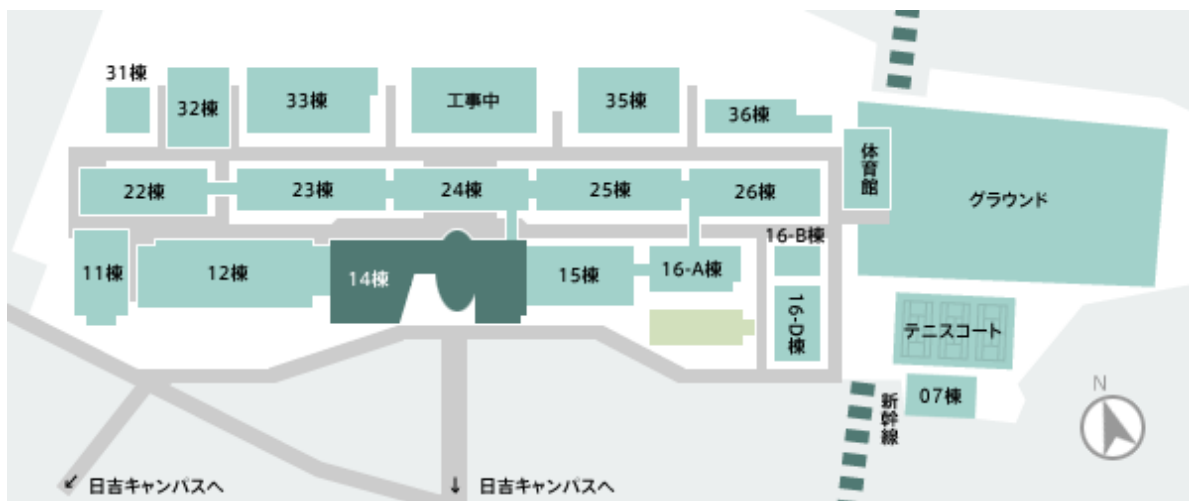 31棟
32棟
33棟
工事中
35棟
36棟
体育館
グラウンド
22棟
23棟
24棟
25棟
26棟
11棟
12棟
14棟
15棟
16-A棟
16-B棟
16-D棟
テニスコート
07棟
新幹線
N
↙ 日吉キャンパスへ
↓ 日吉キャンパスへ